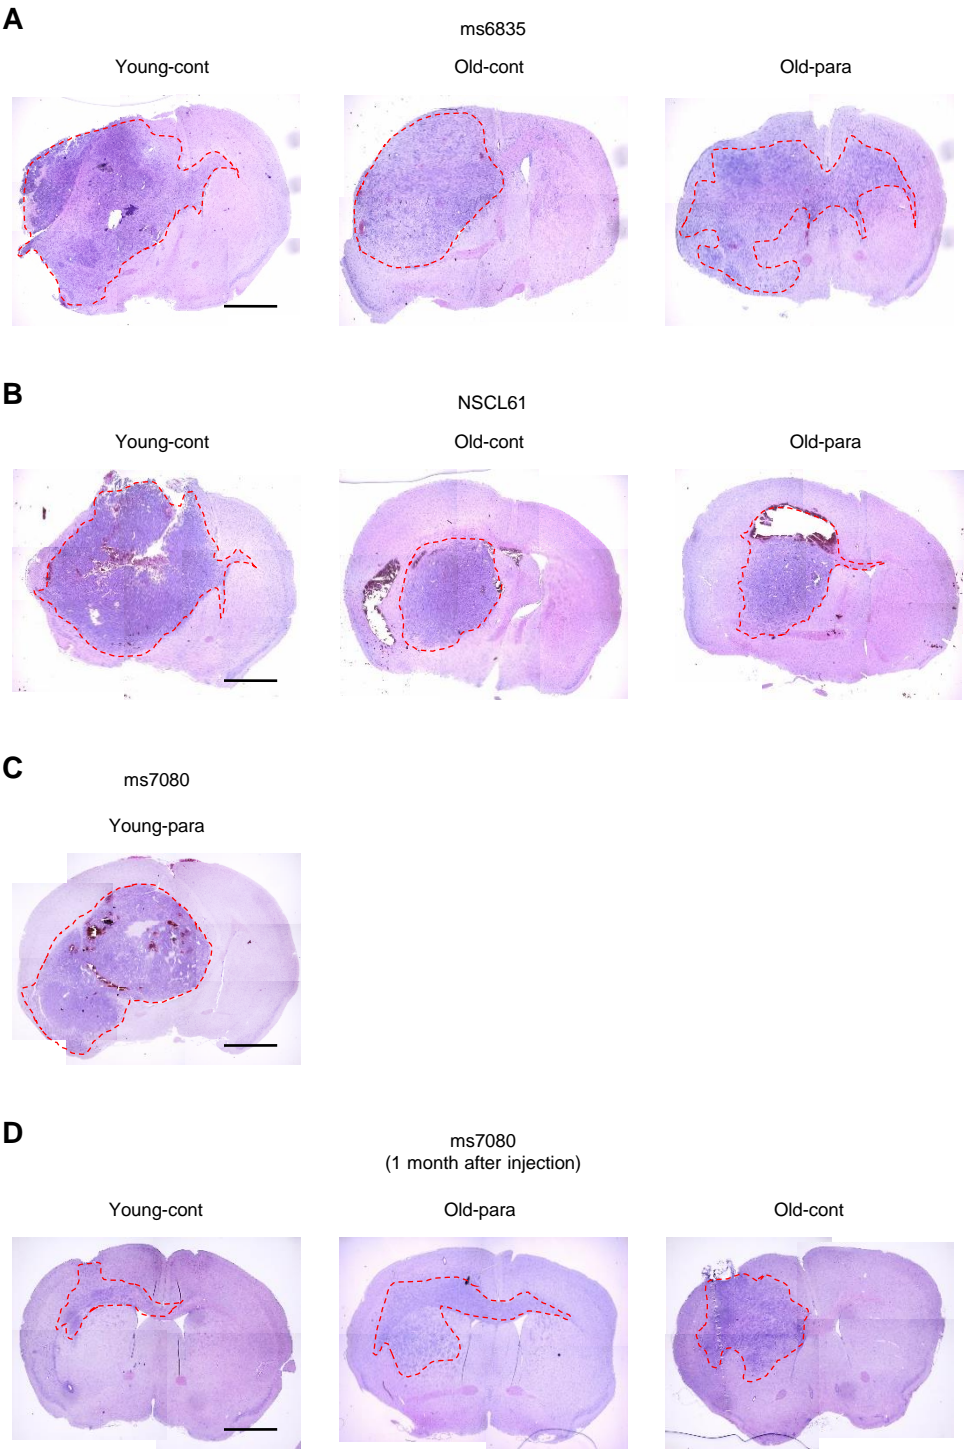 A
ms6835
Young-cont
Old-cont
Old-para
B
NSCL61
Young-cont
Old-cont
Old-para
C
ms7080
Young-para
D
ms7080
(1 month after injection)
Young-cont
Old-para
Old-cont